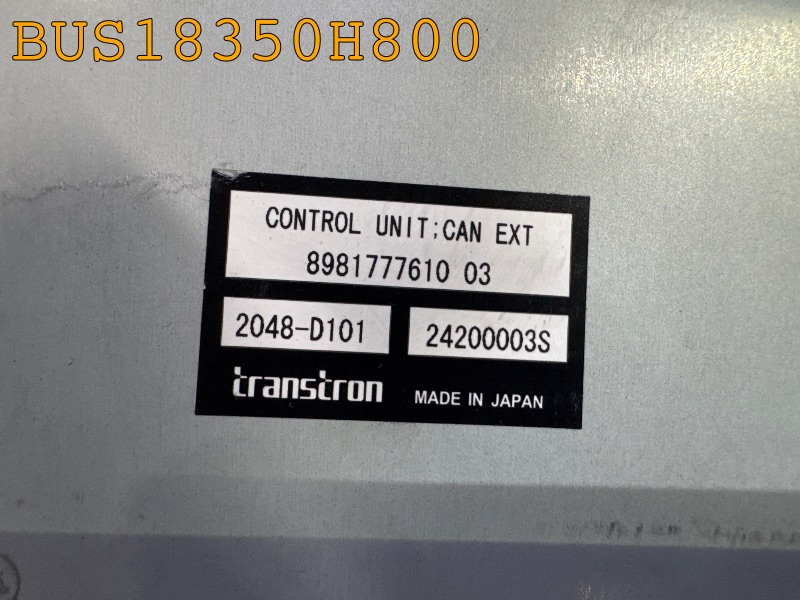 BUS18350H800
CONTROL UNIT;CAN EXT
8981777610 03
2048-D101
24200003S
transtron
MADE IN JAPAN